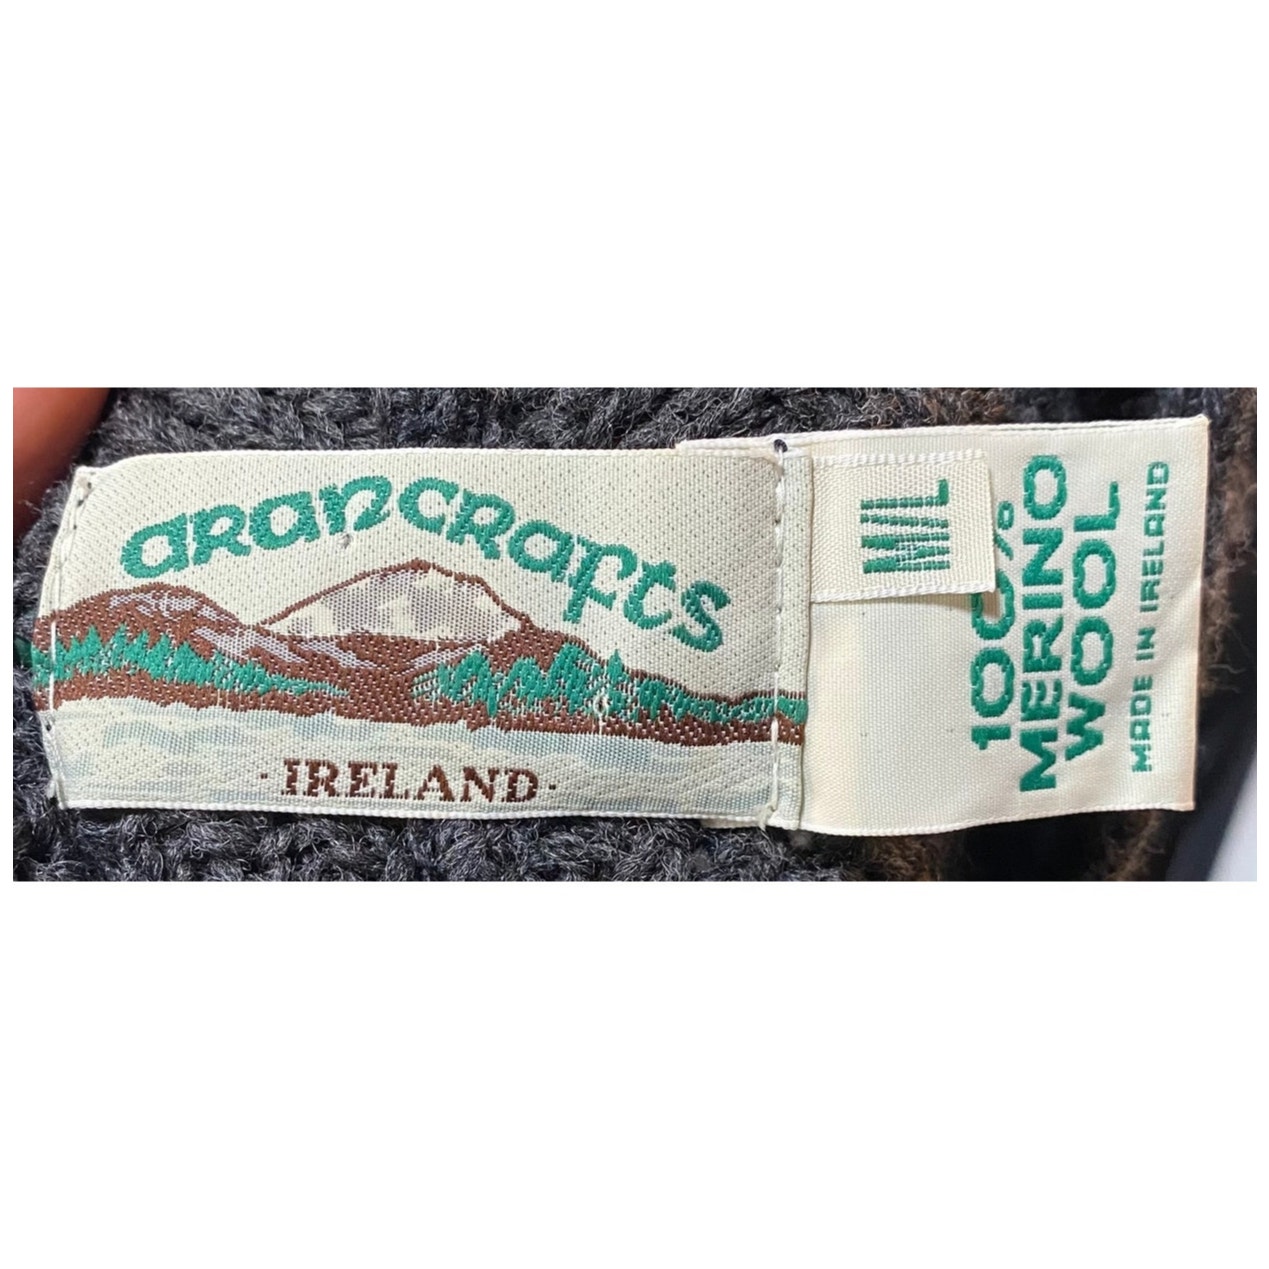 arancrafts
· IRELAND ·
M/L
100%
MERINO
WOOL
MADE IN IRELAND